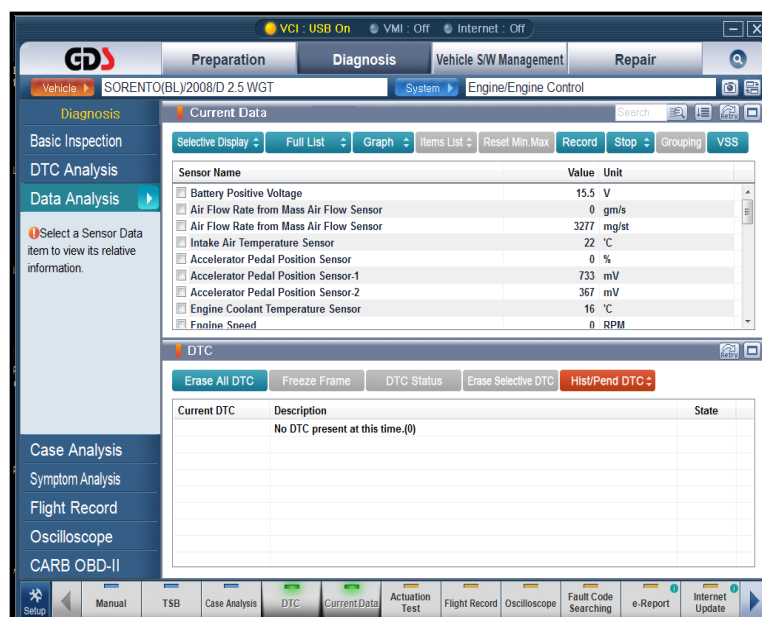 VCI : USB On VMI : Off Internet : Off
GDS Preparation Diagnosis Vehicle S/W Management Repair
Vehicle SORENTO(BL)/2008/D 2.5 WGT System Engine/Engine Control
Diagnosis
Basic Inspection
DTC Analysis
Data Analysis
Select a Sensor Data
item to view its relative
information.
Case Analysis
Symptom Analysis
Flight Record
Oscilloscope
CARB OBD-II
Current Data Search Retry
Selective Display Full List Graph Items List Reset Min.Max Record Stop Grouping VSS
Sensor Name Value Unit
Battery Positive Voltage 15.5 V
Air Flow Rate from Mass Air Flow Sensor 0 gm/s
Air Flow Rate from Mass Air Flow Sensor 3277 mg/st
Intake Air Temperature Sensor 22 'C
Accelerator Pedal Position Sensor 0 %
Accelerator Pedal Position Sensor-1 733 mV
Accelerator Pedal Position Sensor-2 367 mV
Engine Coolant Temperature Sensor 16 'C
Engine Speed 0 RPM
DTC Retry
Erase All DTC Freeze Frame DTC Status Erase Selective DTC Hist/Pend DTC
Current DTC Description State
No DTC present at this time.(0)
Setup Manual TSB Case Analysis DTC Current Data Actuation Test Flight Record Oscilloscope Fault Code Searching e-Report Internet Update